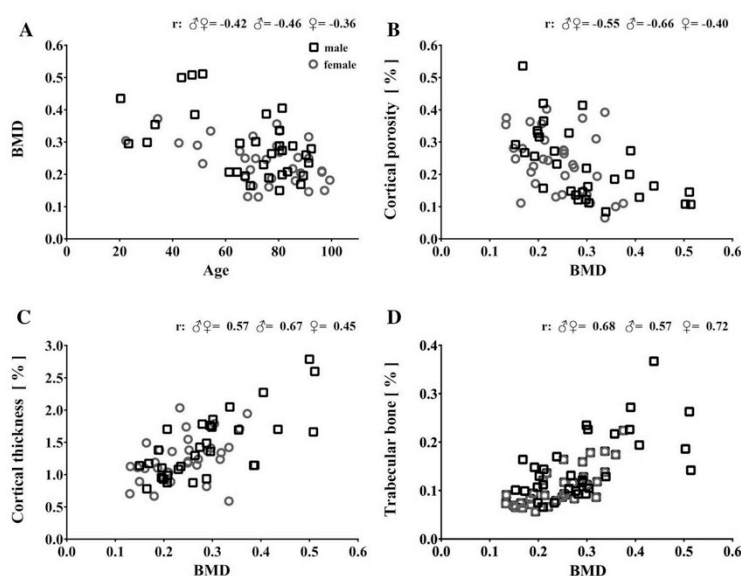 A
r: ♂♀= -0.42 ♂= -0.46 ♀= -0.36
male
female
BMD
0.6
0.5
0.4
0.3
0.2
0.1
0.0
0 20 40 60 80 100 120
Age
B
r: ♂♀= -0.55 ♂= -0.66 ♀= -0.40
Cortical porosity [ % ]
0.6
0.5
0.4
0.3
0.2
0.1
0.0
0.0 0.1 0.2 0.3 0.4 0.5 0.6
BMD
C
r: ♂♀= 0.57 ♂= 0.67 ♀= 0.45
Cortical thickness [ % ]
3.0
2.5
2.0
1.5
1.0
0.5
0.0
0.0 0.1 0.2 0.3 0.4 0.5 0.6
BMD
D
r: ♂♀= 0.68 ♂= 0.57 ♀= 0.72
Trabecular bone [ % ]
0.4
0.3
0.2
0.1
0.0
0.0 0.1 0.2 0.3 0.4 0.5 0.6
BMD